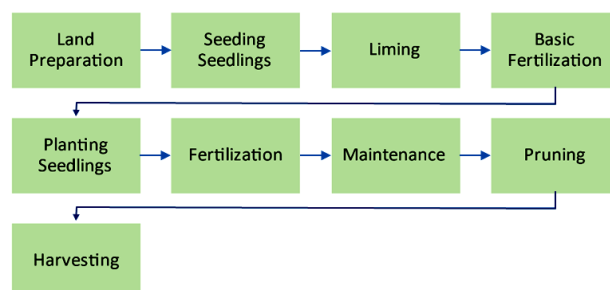 Land
Preparation
Seeding
Seedlings
Liming
Basic
Fertilization
Planting
Seedlings
Fertilization
Maintenance
Pruning
Harvesting